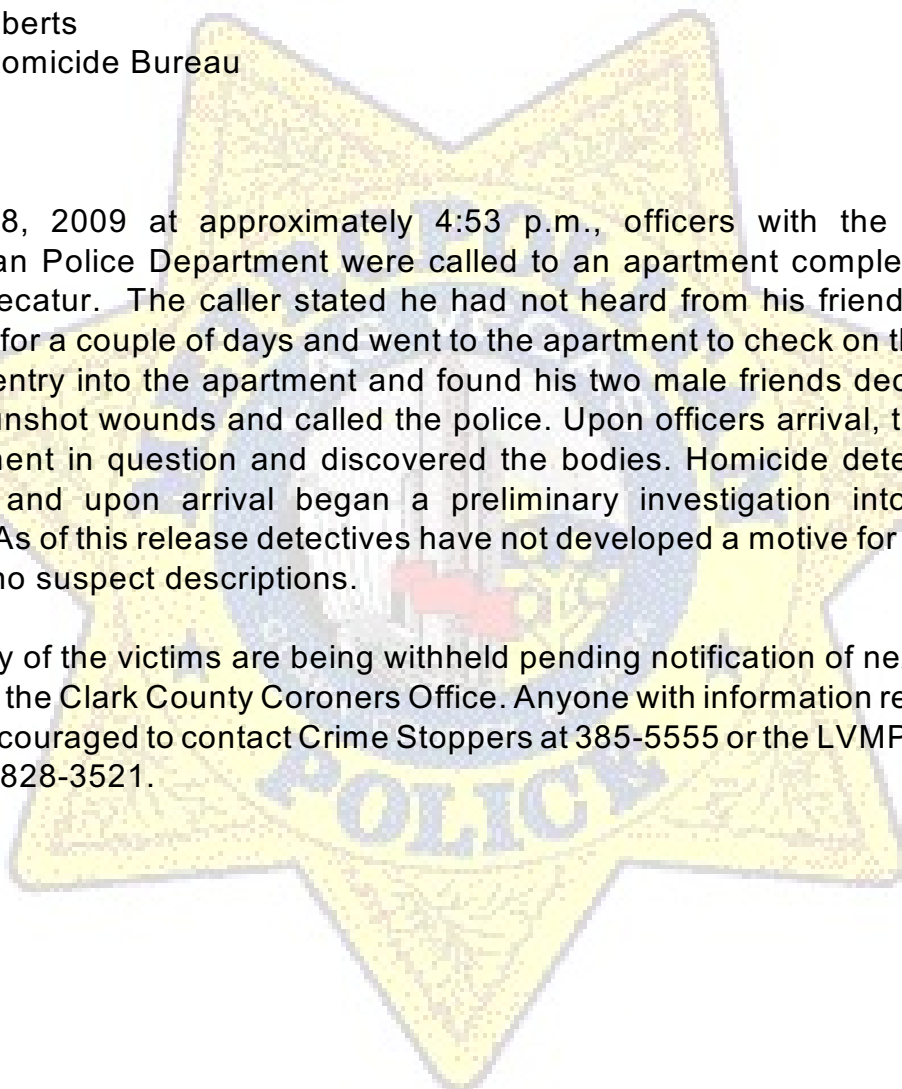 berts
omicide Bureau
8, 2009 at approximately 4:53 p.m., officers with the
an Police Department were called to an apartment comple
ecatur. The caller stated he had not heard from his friend
for a couple of days and went to the apartment to check on th
entry into the apartment and found his two male friends dec
unshot wounds and called the police. Upon officers arrival, t
ment in question and discovered the bodies. Homicide dete
and upon arrival began a preliminary investigation into
As of this release detectives have not developed a motive for
no suspect descriptions.
y of the victims are being withheld pending notification of ne
the Clark County Coroners Office. Anyone with information re
couraged to contact Crime Stoppers at 385-5555 or the LVMP
828-3521.
POLICE